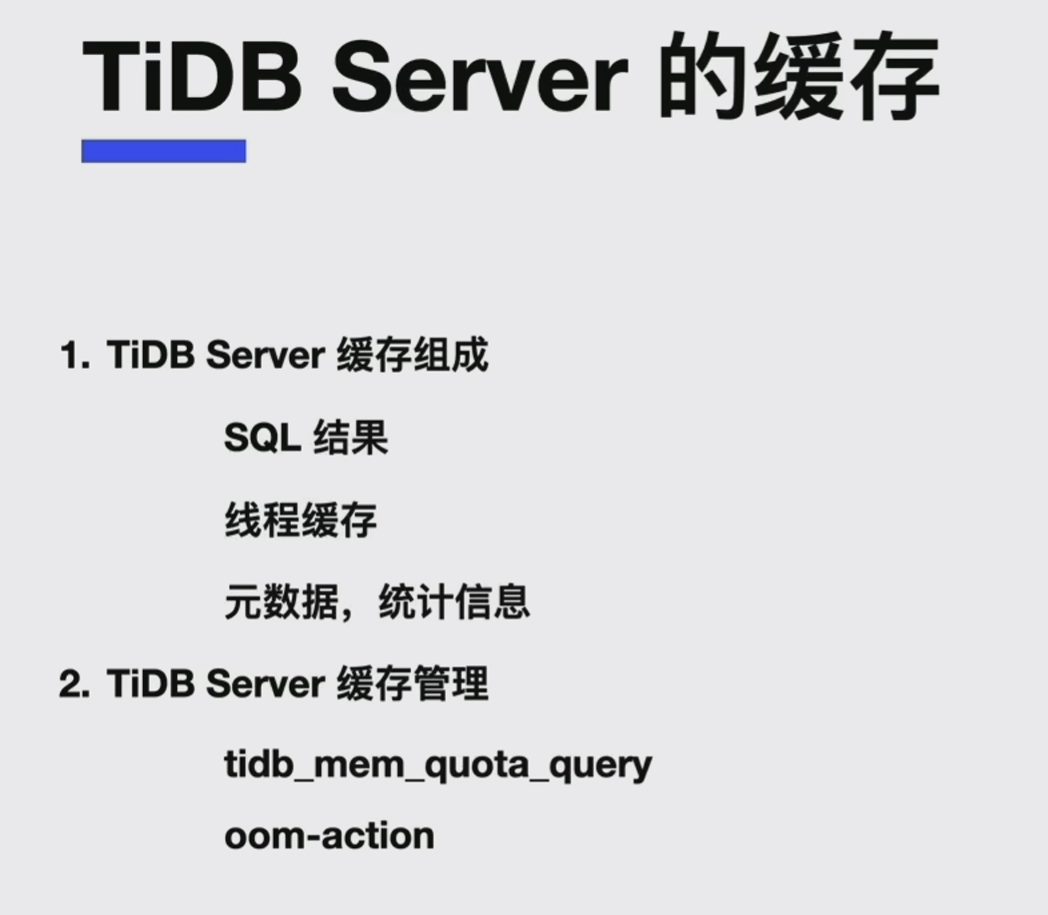 TiDB Server 的缓存
1. TiDB Server 缓存组成
SQL 结果
线程缓存
元数据，统计信息
2. TiDB Server 缓存管理
tidb_mem_quota_query
oom-action